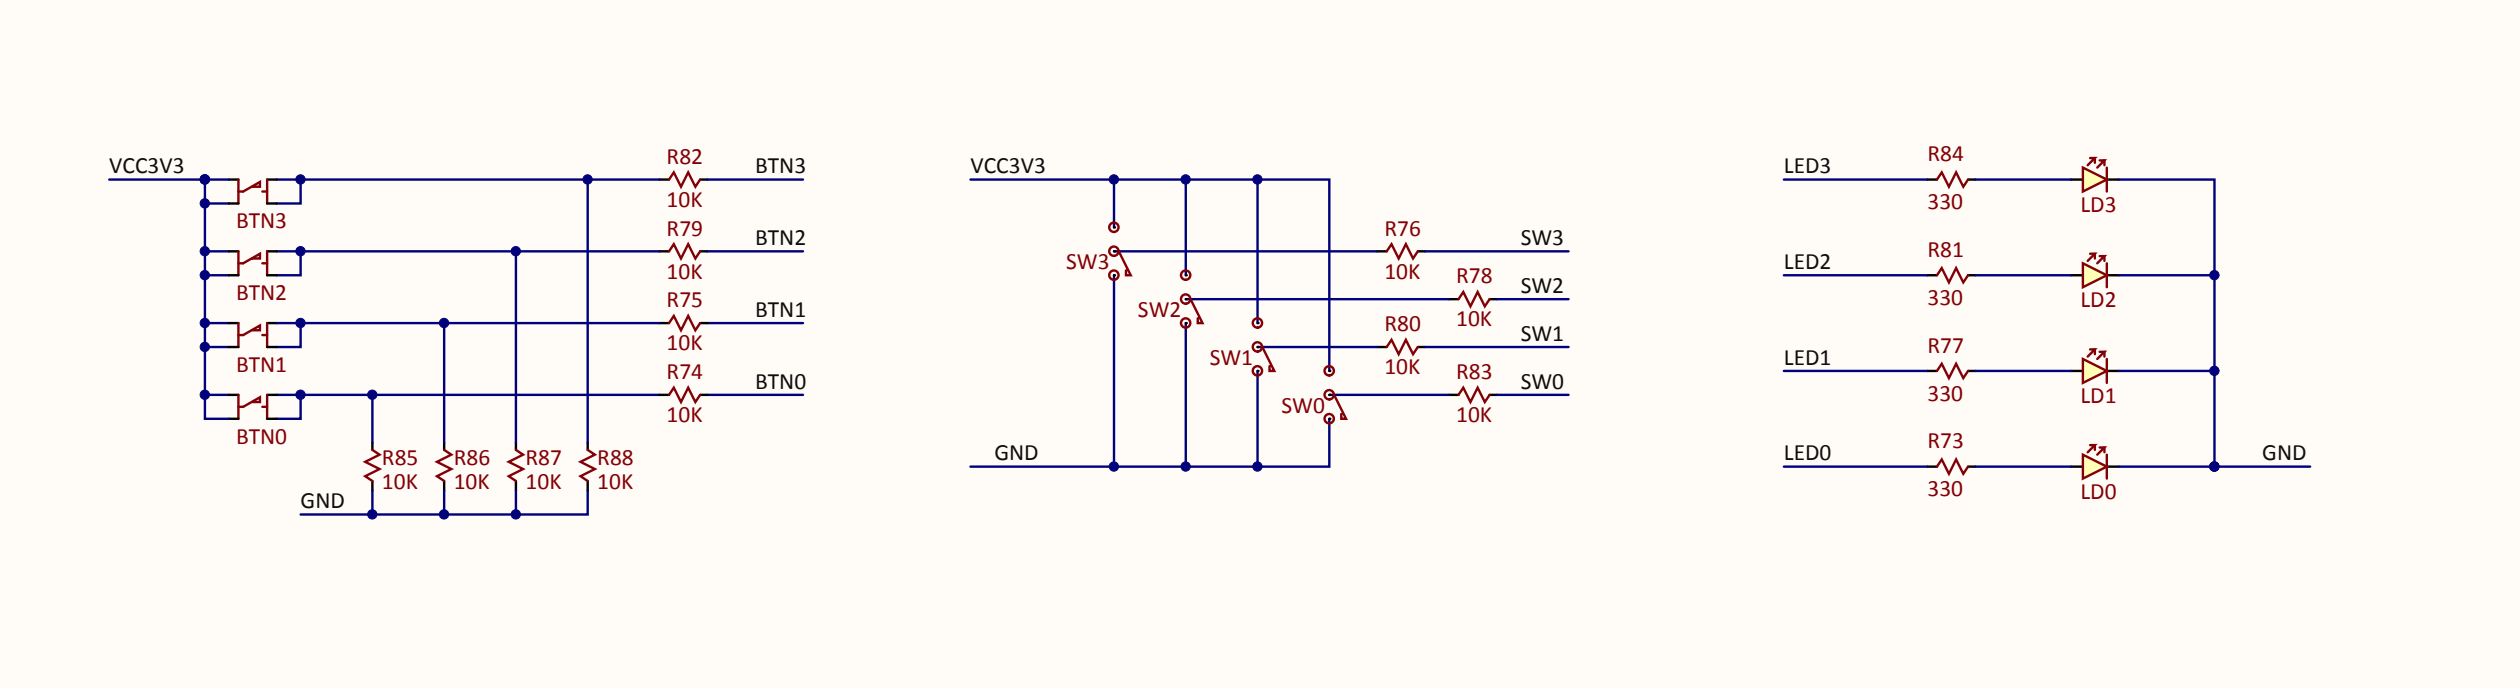 VCC3V3
BTN3
BTN2
BTN1
BTN0
R82
10K
BTN3
R79
10K
BTN2
R75
10K
BTN1
R74
10K
BTN0
R85
10K
R86
10K
R87
10K
R88
10K
GND
VCC3V3
SW3
SW2
SW1
SW0
R76
10K
SW3
R78
10K
SW2
R80
10K
SW1
R83
10K
SW0
GND
LED3
R84
330
LD3
LED2
R81
330
LD2
LED1
R77
330
LD1
LED0
R73
330
LD0
GND